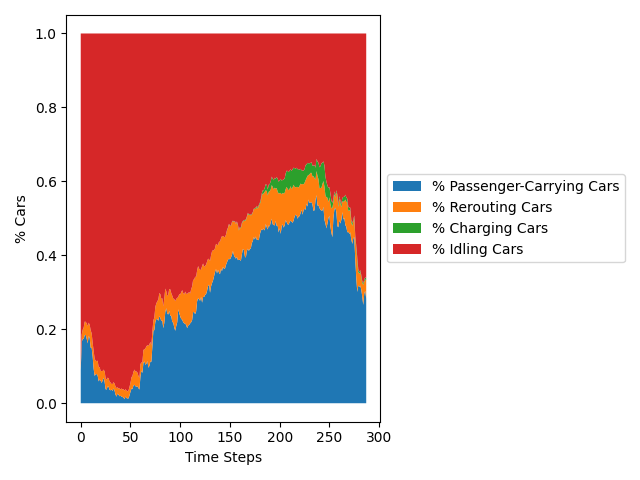 1.0
0.8
0.6
0.4
0.2
0.0
% Cars
0
50
100
150
200
250
300
Time Steps
% Passenger-Carrying Cars
% Rerouting Cars
% Charging Cars
% Idling Cars